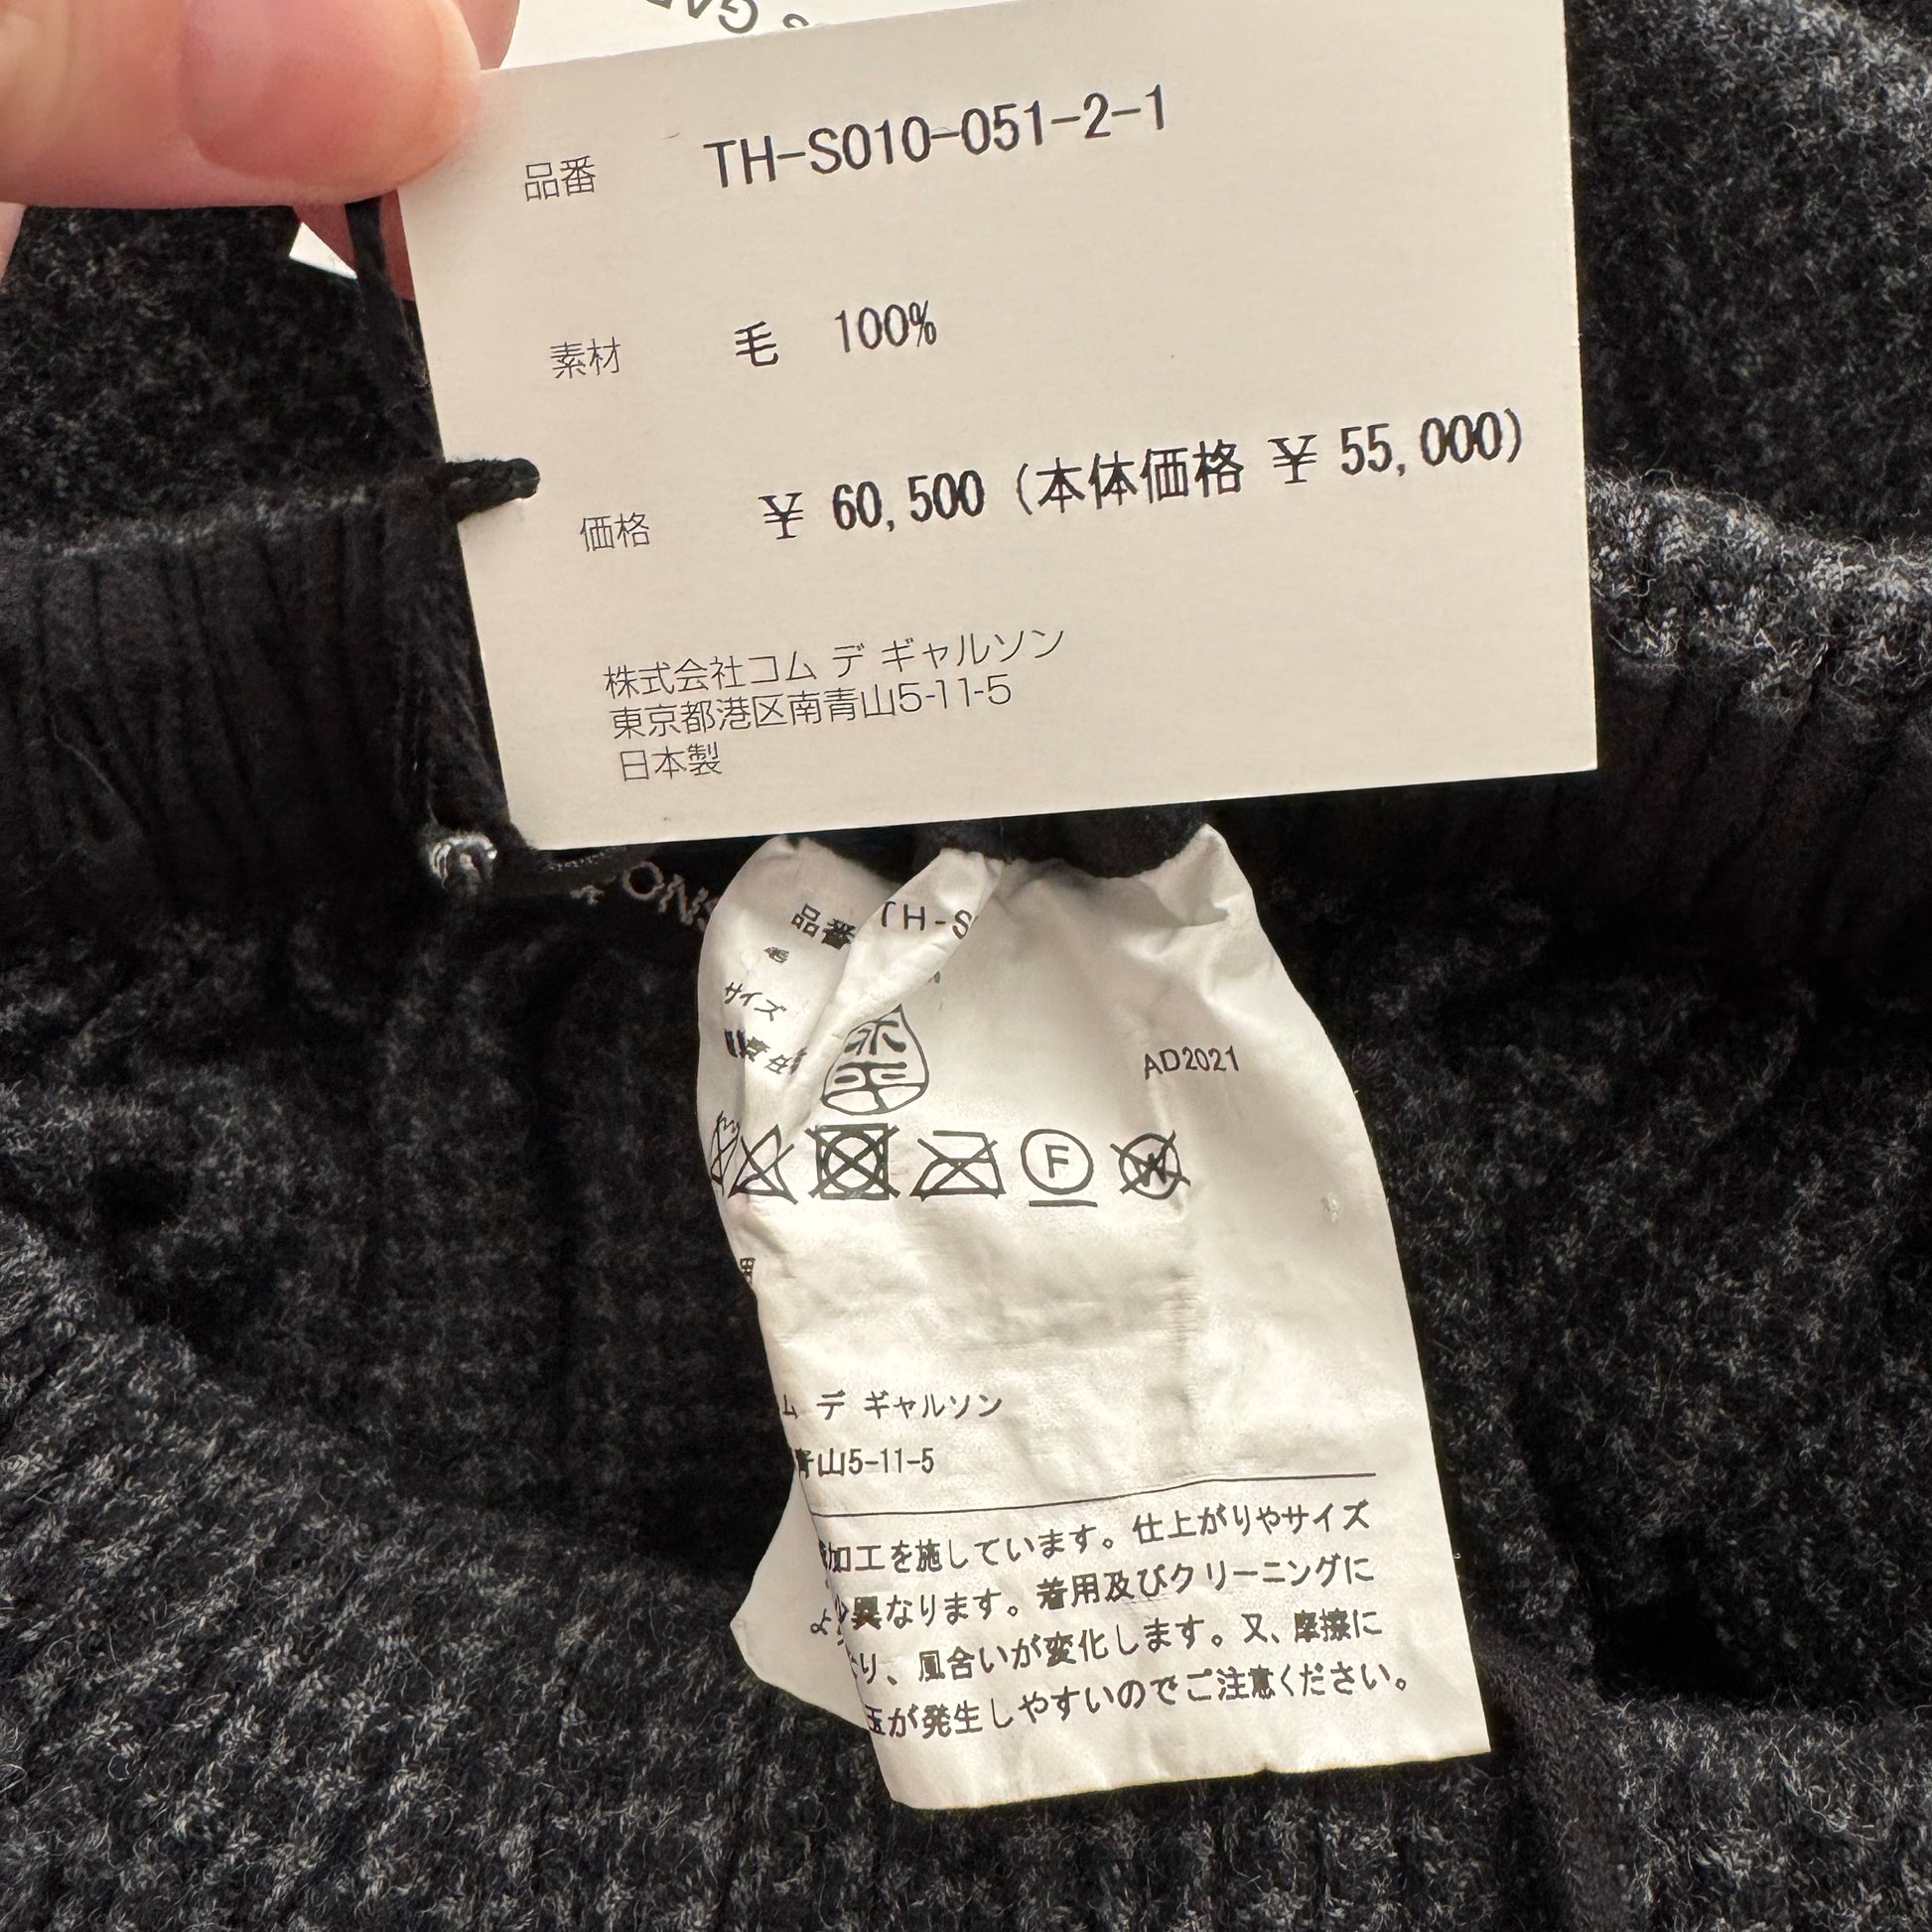 品番 TH-S010-051-2-1
素材 毛 100%
価格 ¥ 60,500 (本体価格 ¥ 55,000)
株式会社コム デ ギャルソン
東京都港区南青山5-11-5
日本製
品番 TH-S
毛
サイズ
AD2021
F
W
ム デ ギャルソン
青山5-11-5
加工を施しています。仕上がりやサイズ
異なります。着用及びクリーニングに
り、風合いが変化します。又、摩擦に
玉が発生しやすいのでご注意ください。